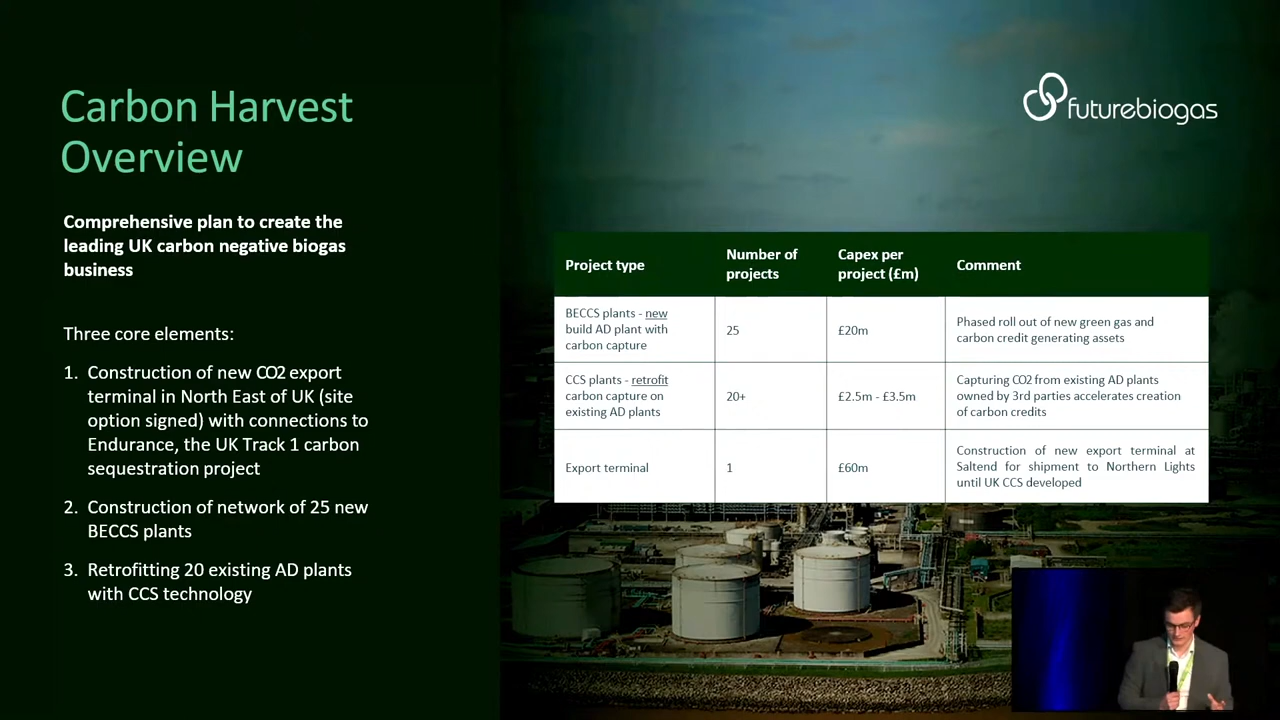 Carbon Harvest
Overview
Comprehensive plan to create the
leading UK carbon negative biogas
business
Three core elements:
1. Construction of new CO2 export
terminal in North East of UK (site
option signed) with connections to
Endurance, the UK Track 1 carbon
sequestration project
2. Construction of network of 25 new
BECCS plants
3. Retrofitting 20 existing AD plants
with CCS technology
futurebiogas
Project type
Number of
projects
Capex per
project (£m)
Comment
BECCS plants - new
build AD plant with
carbon capture
25
£20m
Phased roll out of new green gas and
carbon credit generating assets
CCS plants - retrofit
carbon capture on
existing AD plants
20+
£2.5m - £3.5m
Capturing CO2 from existing AD plants
owned by 3rd parties accelerates creation
of carbon credits
Export terminal
1
£60m
Construction of new export terminal at
Saltend for shipment to Northern Lights
until UK CCS developed